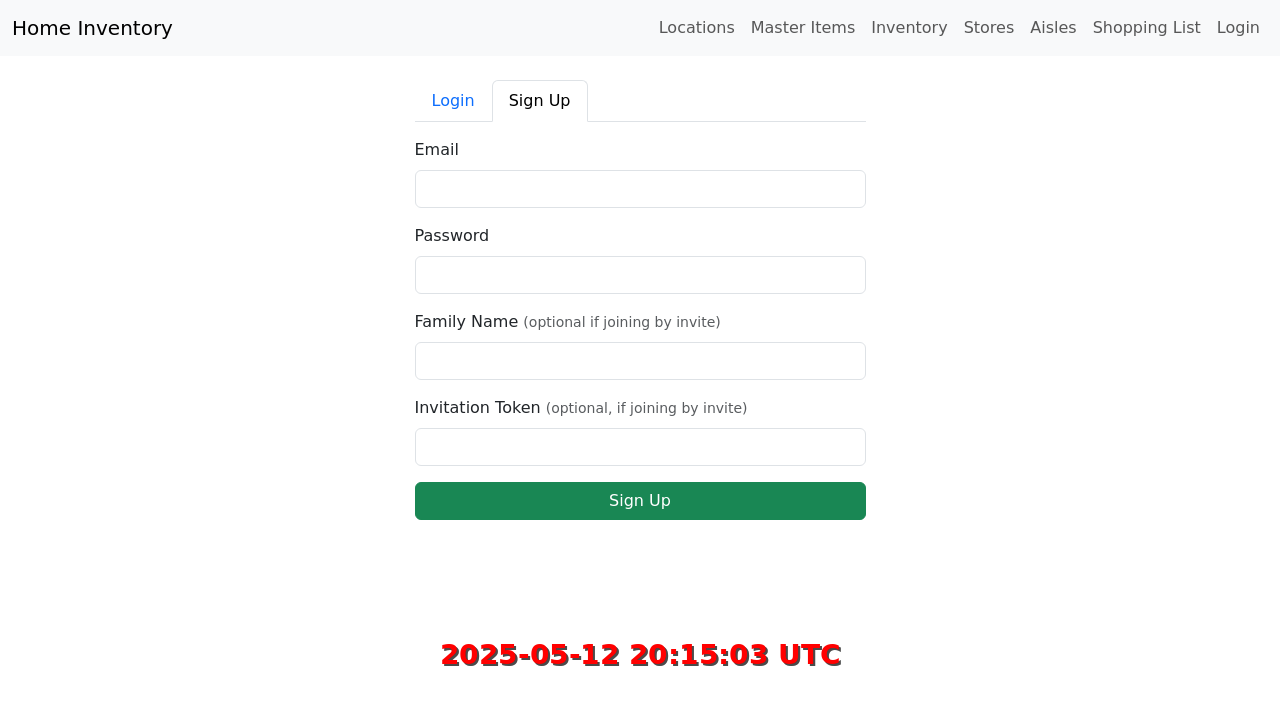 Home Inventory
Locations Master Items Inventory Stores Aisles Shopping List Login
Login Sign Up
Email
Password
Family Name (optional if joining by invite)
Invitation Token (optional, if joining by invite)
Sign Up
2025-05-12 20:15:03 UTC